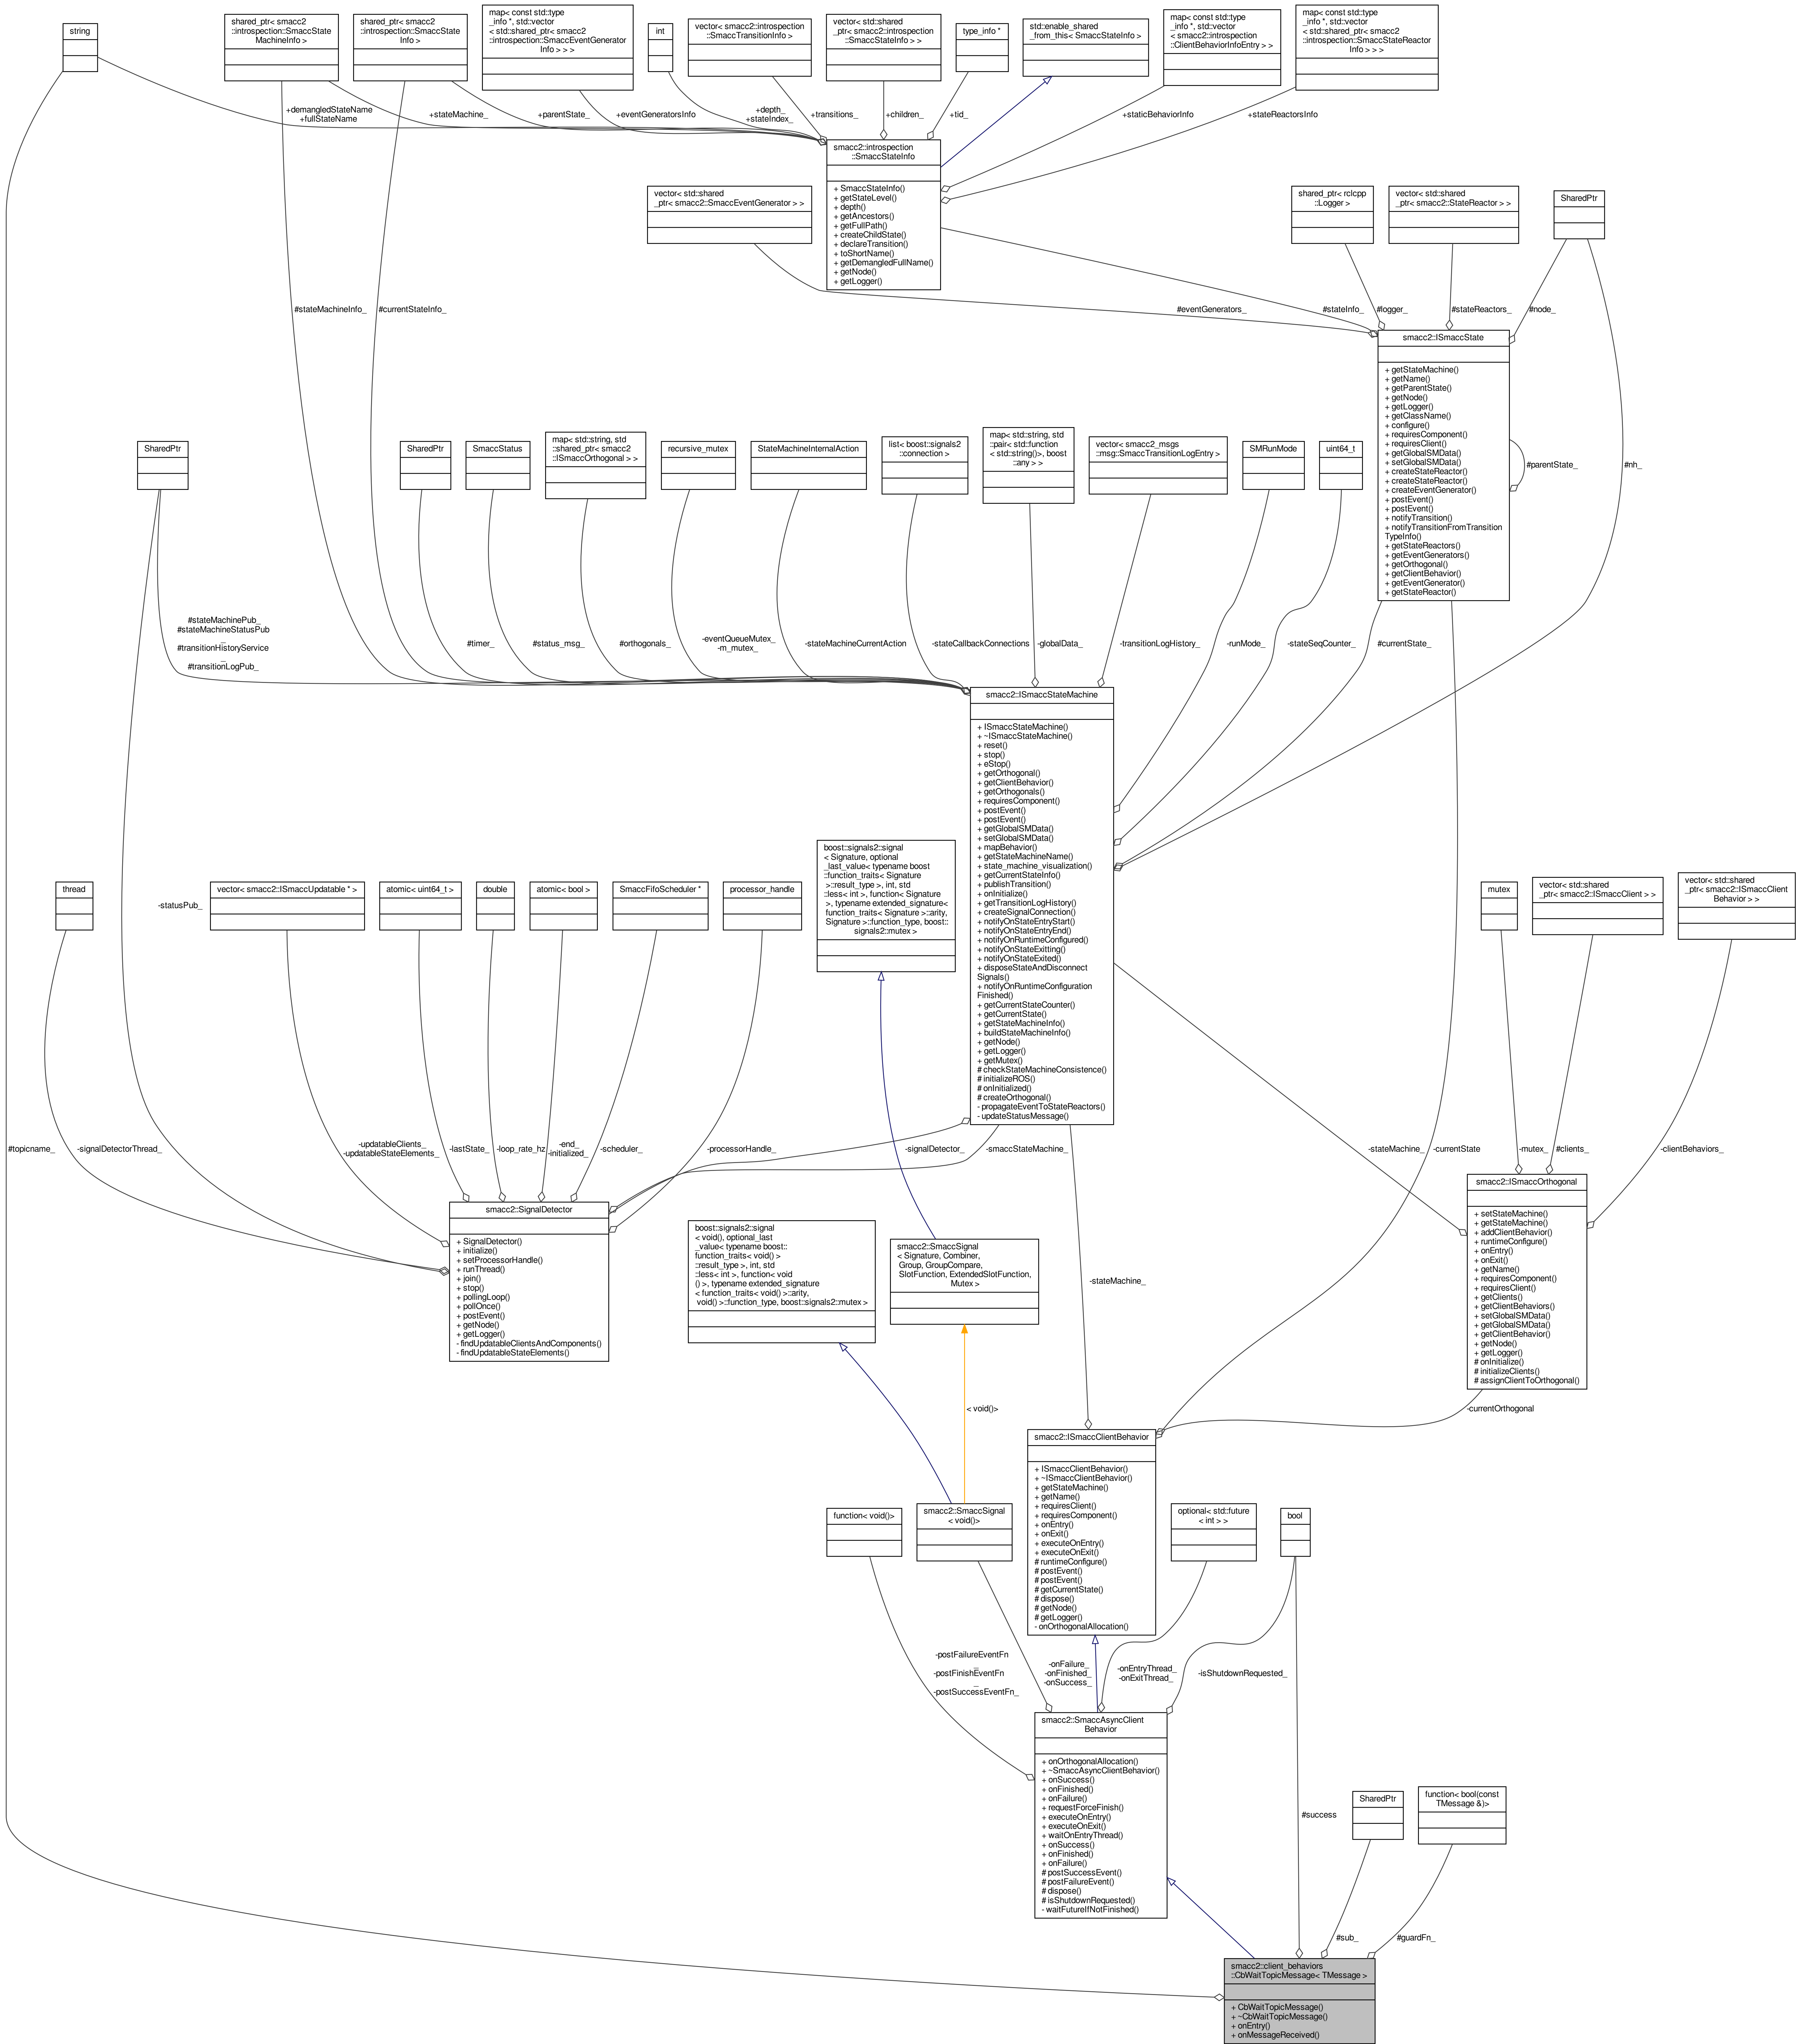 string
shared_ptr< smacc2
::introspection::SmaccState
MachineInfo >
shared_ptr< smacc2
::introspection::SmaccState
Info >
map< const std::type
_info *, std::vector
< std::shared_ptr< smacc2
::introspection::SmaccEventGenerator
Info > > >
int
vector< smacc2::introspection
::SmaccTransitionInfo >
vector< std::shared
_ptr< smacc2::introspection
::SmaccStateInfo > >
type_info *
std::enable_shared
_from_this< SmaccStateInfo >
map< const std::type
_info *, std::vector
< smacc2::introspection
::ClientBehaviorInfoEntry > >
map< const std::type
_info *, std::vector
< std::shared_ptr< smacc2
::introspection::SmaccStateReactor
Info > > >
+demangledStateName
+fullStateName
+stateMachine_
+parentState_
+eventGeneratorsInfo
+depth_
+stateIndex_
+transitions_
+children_
+tid_
+staticBehaviorInfo
+stateReactorsInfo
smacc2::introspection
::SmaccStateInfo
+ SmaccStateInfo()
+ getStateLevel()
+ depth()
+ getAncestors()
+ getFullPath()
+ createChildState()
+ declareTransition()
+ toShortName()
+ getDemangledFullName()
+ getNode()
+ getLogger()
vector< std::shared
_ptr< smacc2::SmaccEventGenerator > >
shared_ptr< rclcpp
::Logger >
vector< std::shared
_ptr< smacc2::StateReactor > >
SharedPtr
#stateMachineInfo_
#currentStateInfo_
#eventGenerators_
#stateInfo_
#logger_
#stateReactors_
#node_
smacc2::ISmaccState
+ getStateMachine()
+ getName()
+ getParentState()
+ getNode()
+ getLogger()
+ getClassName()
+ configure()
+ requiresComponent()
+ requiresClient()
+ getGlobalSMData()
+ setGlobalSMData()
+ createStateReactor()
+ createStateReactor()
+ createEventGenerator()
+ postEvent()
+ postEvent()
+ notifyTransition()
+ notifyTransitionFromTransition
TypeInfo()
+ getStateReactors()
+ getEventGenerators()
+ getOrthogonal()
+ getClientBehavior()
+ getEventGenerator()
+ getStateReactor()
#parentState_
#nh_
SharedPtr
SharedPtr
SmaccStatus
map< std::string, std
::shared_ptr< smacc2
::ISmaccOrthogonal > >
recursive_mutex
StateMachineInternalAction
list< boost::signals2
::connection >
map< std::string, std
::pair< std::function
< std::string()>, boost
::any > >
vector< smacc2_msgs
::msg::SmaccTransitionLogEntry >
SMRunMode
uint64_t
#stateMachinePub_
#stateMachineStatusPub
_
#transitionHistoryService
_
#transitionLogPub_
#timer_
#status_msg_
#orthogonals_
-eventQueueMutex_
-m_mutex_
-stateMachineCurrentAction
-stateCallbackConnections
-globalData_
-transitionLogHistory_
-runMode_
-stateSeqCounter_
#currentState_
smacc2::ISmaccStateMachine
+ ISmaccStateMachine()
+ ~ISmaccStateMachine()
+ reset()
+ stop()
+ eStop()
+ getOrthogonal()
+ getClientBehavior()
+ getOrthogonals()
+ requiresComponent()
+ postEvent()
+ postEvent()
+ getGlobalSMData()
+ setGlobalSMData()
+ mapBehavior()
+ getStateMachineName()
+ state_machine_visualization()
+ getCurrentStateInfo()
+ publishTransition()
+ onInitialize()
+ getTransitionLogHistory()
+ createSignalConnection()
+ notifyOnStateEntryStart()
+ notifyOnStateEntryEnd()
+ notifyOnRuntimeConfigured()
+ notifyOnStateExitting()
+ notifyOnStateExited()
+ disposeStateAndDisconnect
Signals()
+ notifyOnRuntimeConfiguration
Finished()
+ getCurrentStateCounter()
+ getCurrentState()
+ getStateMachineInfo()
+ buildStateMachineInfo()
+ getNode()
+ getLogger()
+ getMutex()
# checkStateMachineConsistence()
# initializeROS()
# onInitialized()
# createOrthogonal()
- propagateEventToStateReactors()
- updateStatusMessage()
boost::signals2::signal
< Signature, optional
_last_value< typename boost
::function_traits< Signature
>::result_type >, int, std
::less< int >, function< Signature
>, typename extended_signature<
function_traits< Signature >::arity,
Signature >::function_type, boost::
signals2::mutex >
thread
-statusPub_
vector< smacc2::ISmaccUpdatable * >
atomic< uint64_t >
double
atomic< bool >
SmaccFifoScheduler *
processor_handle
mutex
vector< std::shared
_ptr< smacc2::ISmaccClient > >
vector< std::shared
_ptr< smacc2::ISmaccClient
Behavior > >
#topicname_
-signalDetectorThread_
-updatableClients_
-updatableStateElements_
-lastState_
-loop_rate_hz
-end_
-initialized_
-scheduler_
-processorHandle_
-signalDetector_
-smaccStateMachine_
-stateMachine_
-currentState
-mutex_
#clients_
-clientBehaviors_
smacc2::SignalDetector
+ SignalDetector()
+ initialize()
+ setProcessorHandle()
+ runThread()
+ join()
+ stop()
+ pollingLoop()
+ pollOnce()
+ postEvent()
+ getNode()
+ getLogger()
- findUpdatableClientsAndComponents()
- findUpdatableStateElements()
boost::signals2::signal
< void(), optional_last
_value< typename boost::
function_traits< void() >
::result_type >, int, std
::less< int >, function< void
() >, typename extended_signature
< function_traits< void() >::arity,
void() >::function_type, boost::signals2::mutex >
smacc2::SmaccSignal
< Signature, Combiner,
Group, GroupCompare,
SlotFunction, ExtendedSlotFunction,
Mutex >
-stateMachine_
smacc2::ISmaccOrthogonal
+ setStateMachine()
+ getStateMachine()
+ addClientBehavior()
+ runtimeConfigure()
+ onEntry()
+ onExit()
+ getName()
+ requiresComponent()
+ requiresClient()
+ getClients()
+ getClientBehaviors()
+ setGlobalSMData()
+ getGlobalSMData()
+ getClientBehavior()
+ getNode()
+ getLogger()
# onInitialize()
# initializeClients()
# assignClientToOrthogonal()
< void()>
-currentOrthogonal
smacc2::ISmaccClientBehavior
+ ISmaccClientBehavior()
+ ~ISmaccClientBehavior()
+ getStateMachine()
+ getName()
+ requiresClient()
+ requiresComponent()
+ onEntry()
+ onExit()
+ executeOnEntry()
+ executeOnExit()
# runtimeConfigure()
# postEvent()
# postEvent()
# getCurrentState()
# dispose()
# getNode()
# getLogger()
- onOrthogonalAllocation()
function< void()>
smacc2::SmaccSignal
< void()>
optional< std::future
< int > >
bool
-postFailureEventFn
_
-postFinishEventFn
_
-postSuccessEventFn_
-onFailure_
-onFinished_
-onSuccess_
-onEntryThread_
-onExitThread_
-isShutdownRequested_
smacc2::SmaccAsyncClient
Behavior
+ onOrthogonalAllocation()
+ ~SmaccAsyncClientBehavior()
+ onSuccess()
+ onFinished()
+ onFailure()
+ requestForceFinish()
+ executeOnEntry()
+ executeOnExit()
+ waitOnEntryThread()
+ onSuccess()
+ onFinished()
+ onFailure()
# postSuccessEvent()
# postFailureEvent()
# dispose()
# isShutdownRequested()
- waitFutureIfNotFinished()
#success
SharedPtr
function< bool(const
TMessage &)>
#sub_
#guardFn_
smacc2::client_behaviors
::CbWaitTopicMessage< TMessage >
+ CbWaitTopicMessage()
+ ~CbWaitTopicMessage()
+ onEntry()
+ onMessageReceived()